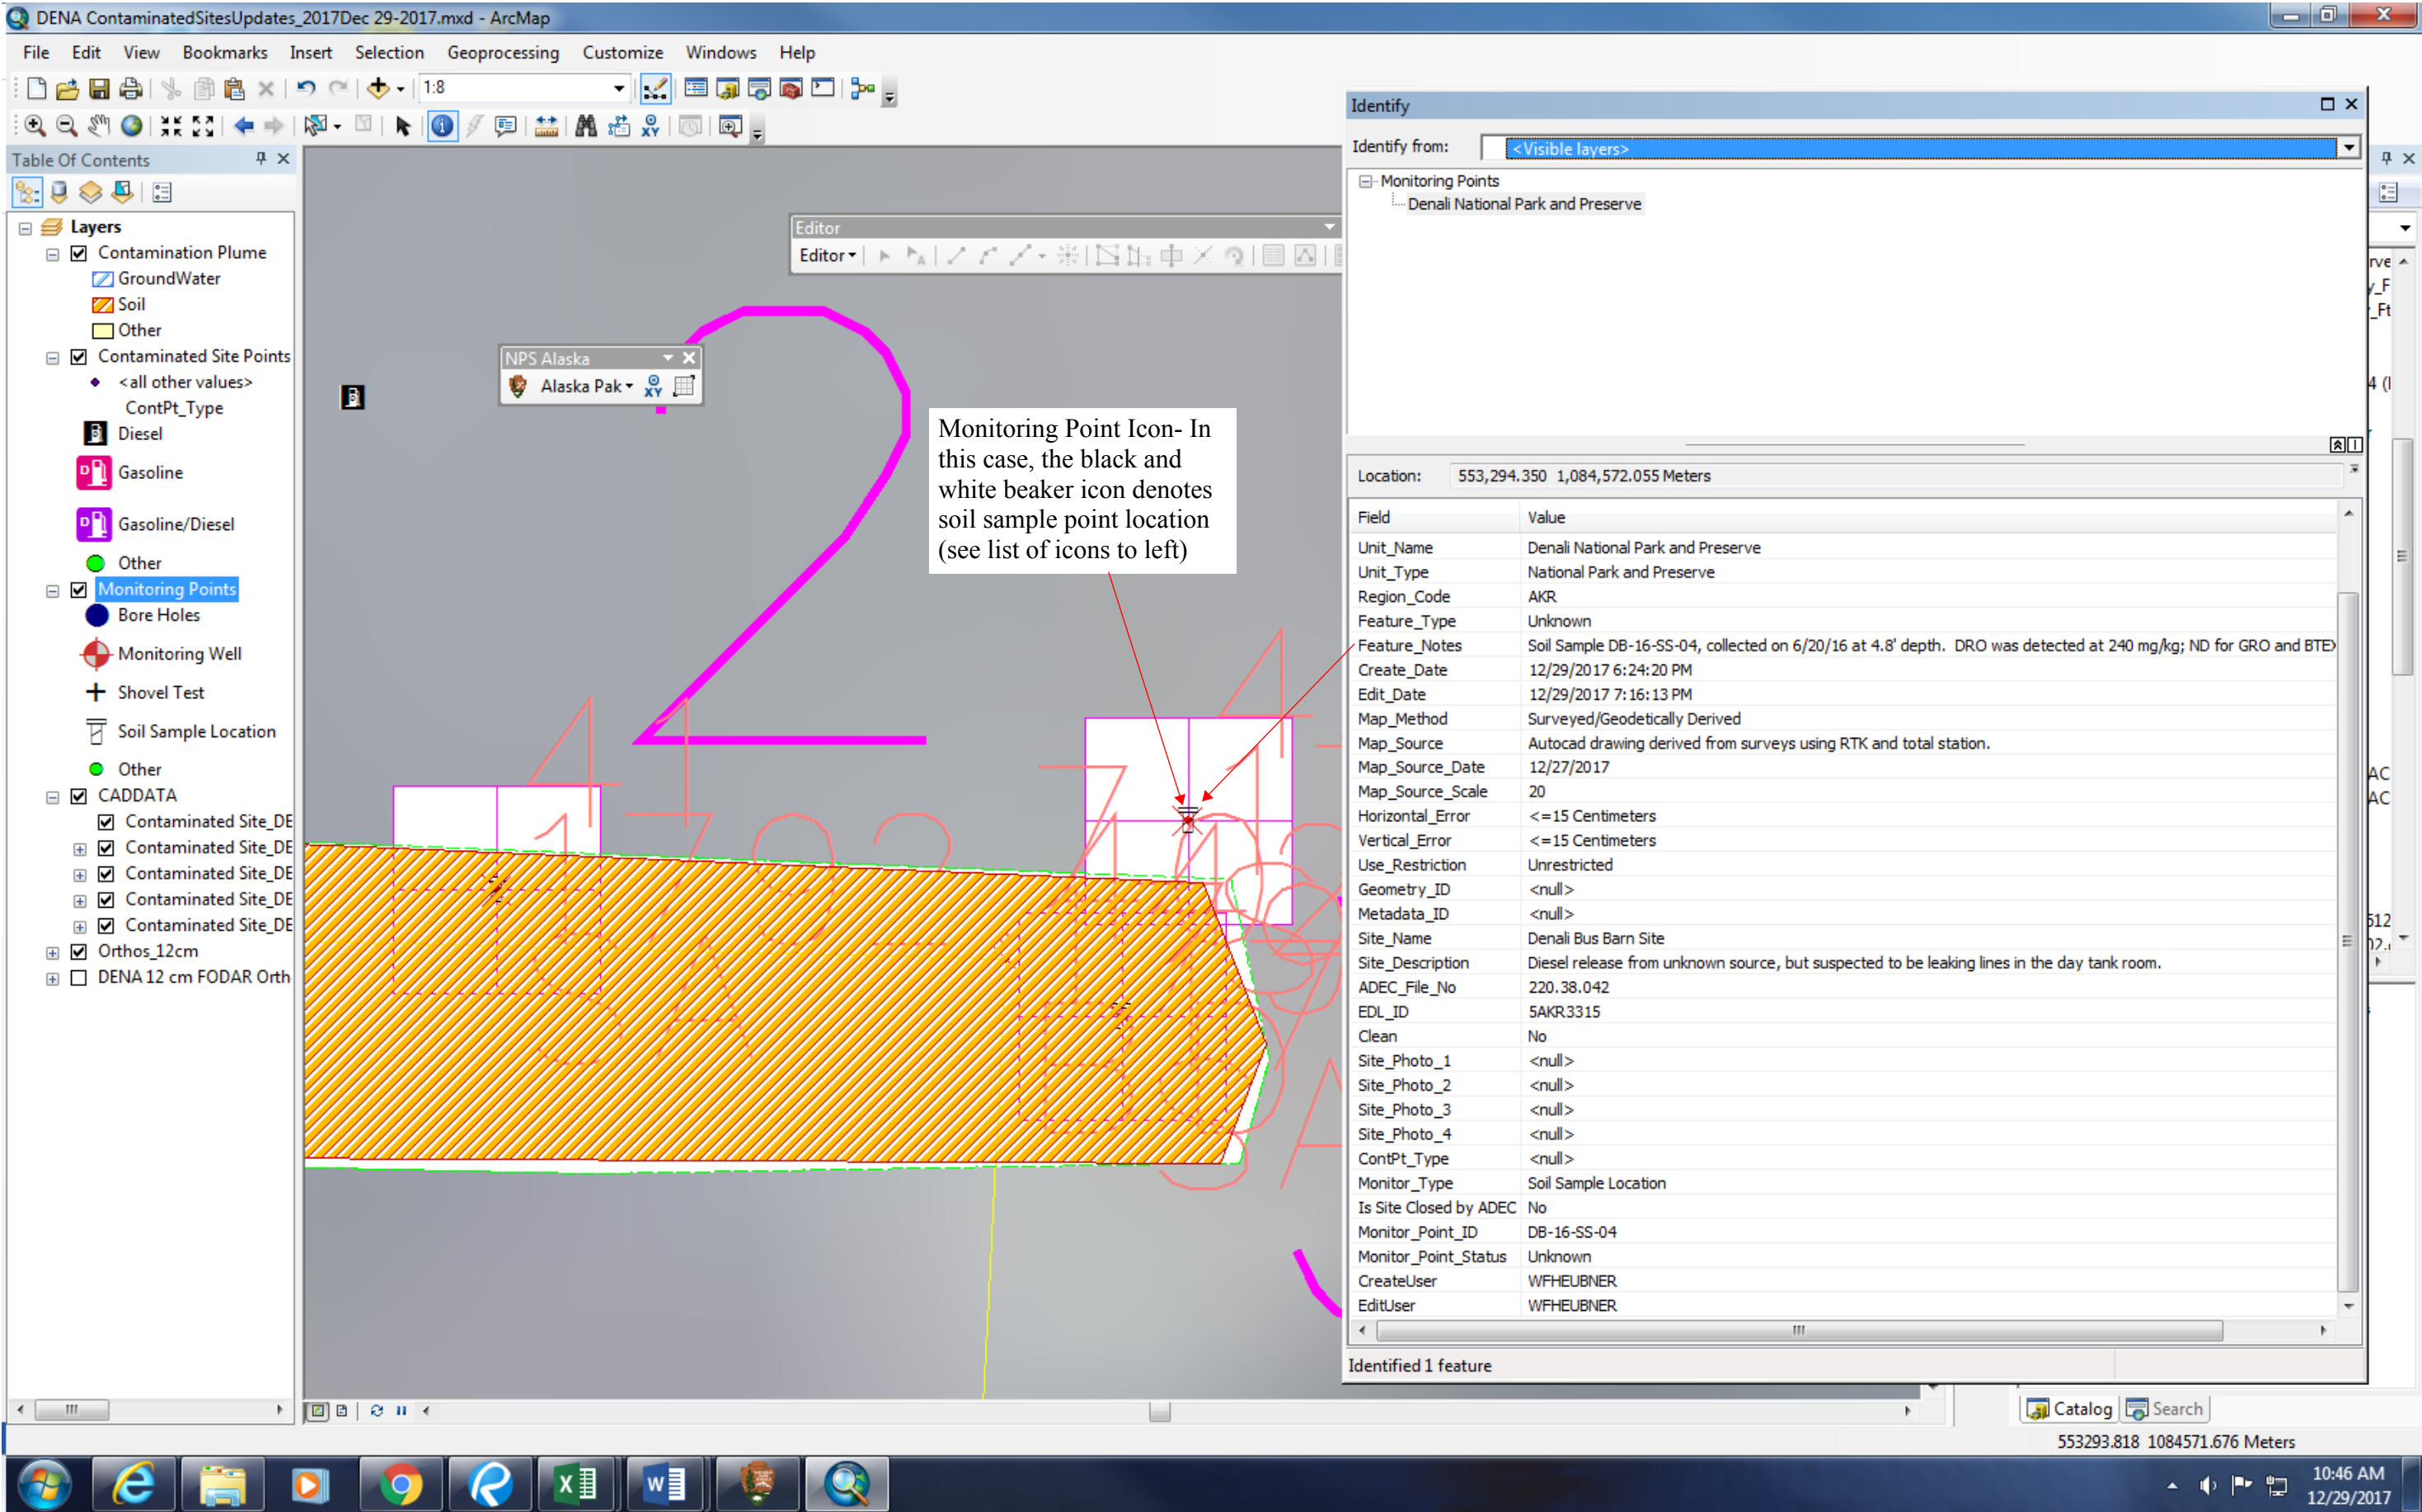 DENA ContaminatedSitesUpdates_2017Dec 29-2017.mxd - ArcMap
File Edit View Bookmarks Insert Selection Geoprocessing Customize Windows Help
1:8
Table Of Contents
Layers
Contamination Plume
GroundWater
Soil
Other
Contaminated Site Points
<all other values>
ContPt_Type
Diesel
Gasoline
Gasoline/Diesel
Other
Monitoring Points
Bore Holes
Monitoring Well
Shovel Test
Soil Sample Location
Other
CADDATA
Contaminated Site_DE
Contaminated Site_DE
Contaminated Site_DE
Contaminated Site_DE
Contaminated Site_DE
Orthos_12cm
DENA 12 cm FODAR Orth
Editor
Editor
NPS Alaska
Alaska Pak
2
Monitoring Point Icon- In
this case, the black and
white beaker icon denotes
soil sample point location
(see list of icons to left)
Identify
Identify from: <Visible layers>
Monitoring Points
Denali National Park and Preserve
Location: 553,294.350 1,084,572.055 Meters
Field Value
Unit_Name Denali National Park and Preserve
Unit_Type National Park and Preserve
Region_Code AKR
Feature_Type Unknown
Feature_Notes Soil Sample DB-16-SS-04, collected on 6/20/16 at 4.8' depth. DRO was detected at 240 mg/kg; ND for GRO and BTEX
Create_Date 12/29/2017 6:24:20 PM
Edit_Date 12/29/2017 7:16:13 PM
Map_Method Surveyed/Geodetically Derived
Map_Source Autocad drawing derived from surveys using RTK and total station.
Map_Source_Date 12/27/2017
Map_Source_Scale 20
Horizontal_Error <=15 Centimeters
Vertical_Error <=15 Centimeters
Use_Restriction Unrestricted
Geometry_ID <null>
Metadata_ID <null>
Site_Name Denali Bus Barn Site
Site_Description Diesel release from unknown source, but suspected to be leaking lines in the day tank room.
ADEC_File_No 220.38.042
EDL_ID 5AKR3315
Clean No
Site_Photo_1 <null>
Site_Photo_2 <null>
Site_Photo_3 <null>
Site_Photo_4 <null>
ContPt_Type <null>
Monitor_Type Soil Sample Location
Is Site Closed by ADEC No
Monitor_Point_ID DB-16-SS-04
Monitor_Point_Status Unknown
CreateUser WFHEUBNER
EditUser WFHEUBNER
Identified 1 feature
Catalog Search
553293.818 1084571.676 Meters
10:46 AM
12/29/2017